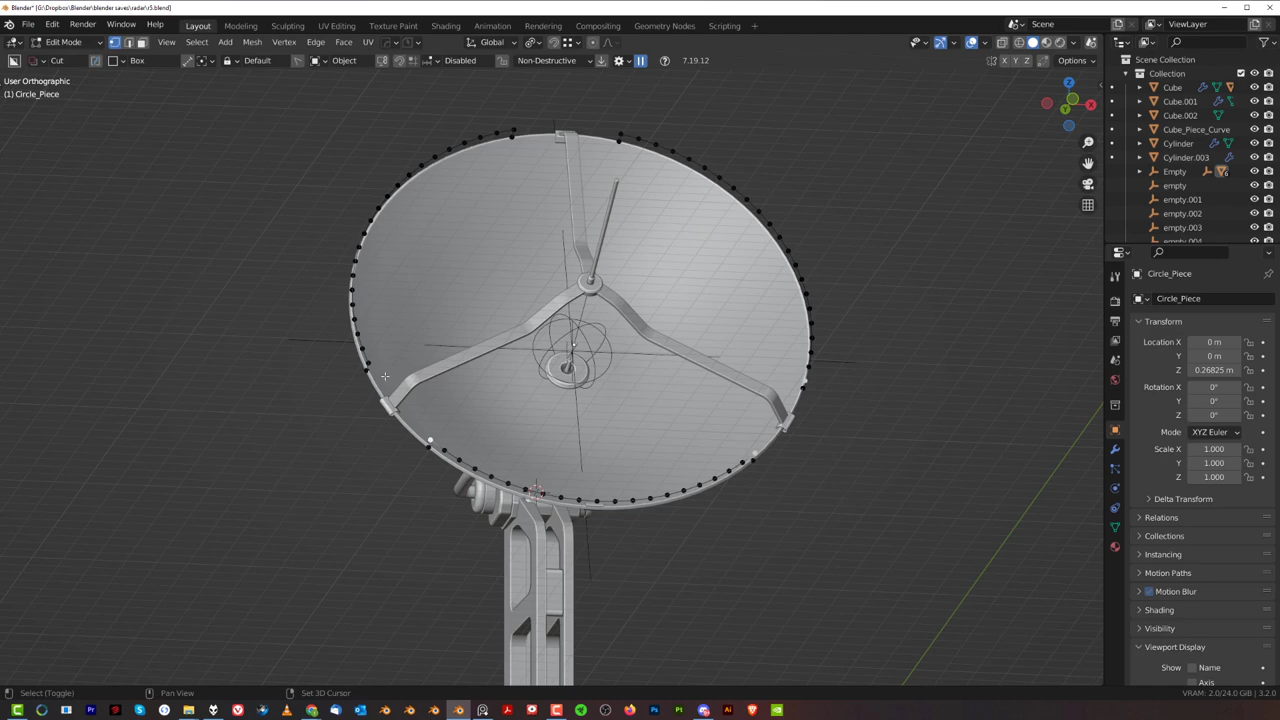 Blender* [G:\Dropbox\Blender\blender saves\radar\r5.blend]
File Edit Render Window Help Layout Modeling Sculpting UV Editing Texture Paint Shading Animation Rendering Compositing Geometry Nodes Scripting + Scene ViewLayer
Edit Mode View Select Add Mesh Vertex Edge Face UV Global
Cut Box Default Object Disabled Non-Destructive 7.19.12 X Y Z Options
User Orthographic
(1) Circle_Piece
Z
X
Y
Scene Collection
Collection
Cube
Cube.001
Cube.002
Cube_Piece_Curve
Cylinder
Cylinder.003
Empty
empty
empty.001
empty.002
empty.003
empty.004
Circle_Piece
Circle_Piece
Transform
Location X 0 m
Y 0 m
Z 0.26825 m
Rotation X 0°
Y 0°
Z 0°
Mode XYZ Euler
Scale X 1.000
Y 1.000
Z 1.000
Delta Transform
Relations
Collections
Instancing
Motion Paths
Motion Blur
Shading
Visibility
Viewport Display
Show Name
Axis
Select (Toggle) Pan View Set 3D Cursor VRAM: 2.0/24.0 GiB | 3.2.0